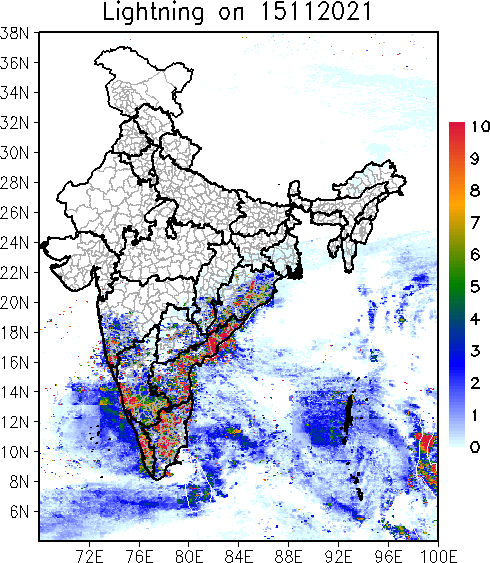 Lightning on 15112021
38N
36N
34N
32N
30N
28N
26N
24N
22N
20N
18N
16N
14N
12N
10N
8N
6N
72E 76E 80E 84E 88E 92E 96E 100E
10
9
8
7
6
5
4
3
2
1
0